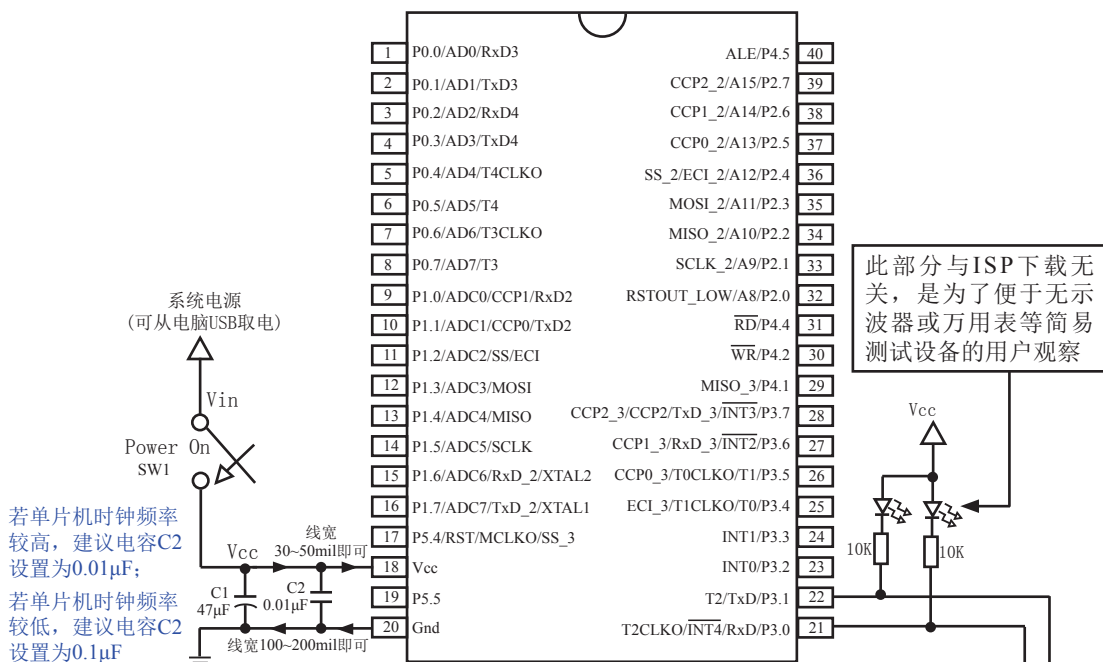 1 P0.0/AD0/RxD3
2 P0.1/AD1/TxD3
3 P0.2/AD2/RxD4
4 P0.3/AD3/TxD4
5 P0.4/AD4/T4CLKO
6 P0.5/AD5/T4
7 P0.6/AD6/T3CLKO
8 P0.7/AD7/T3
9 P1.0/ADC0/CCP1/RxD2
10 P1.1/ADC1/CCP0/TxD2
11 P1.2/ADC2/SS/ECI
12 P1.3/ADC3/MOSI
13 P1.4/ADC4/MISO
14 P1.5/ADC5/SCLK
15 P1.6/ADC6/RxD_2/XTAL2
16 P1.7/ADC7/TxD_2/XTAL1
17 P5.4/RST/MCLKO/SS_3
18 Vcc
19 P5.5
20 Gnd
ALE/P4.5 40
CCP2_2/A15/P2.7 39
CCP1_2/A14/P2.6 38
CCP0_2/A13/P2.5 37
SS_2/ECI_2/A12/P2.4 36
MOSI_2/A11/P2.3 35
MISO_2/A10/P2.2 34
SCLK_2/A9/P2.1 33
RSTOUT_LOW/A8/P2.0 32
RD/P4.4 31
WR/P4.2 30
MISO_3/P4.1 29
CCP2_3/CCP2/TxD_3/INT3/P3.7 28
CCP1_3/RxD_3/INT2/P3.6 27
CCP0_3/T0CLKO/T1/P3.5 26
ECI_3/T1CLKO/T0/P3.4 25
INT1/P3.3 24
INT0/P3.2 23
T2/TxD/P3.1 22
T2CLKO/INT4/RxD/P3.0 21
系统电源
(可从电脑USB取电)
Vin
Power On
SW1
若单片机时钟频率
较高，建议电容C2
设置为0.01μF；
若单片机时钟频率
较低，建议电容C2
设置为0.1μF
Vcc
线宽
30~50mil即可
C1
47μF
C2
0.01μF
线宽100~200mil即可
此部分与ISP下载无
关，是为了便于无示
波器或万用表等简易
测试设备的用户观察
Vcc
10K
10K